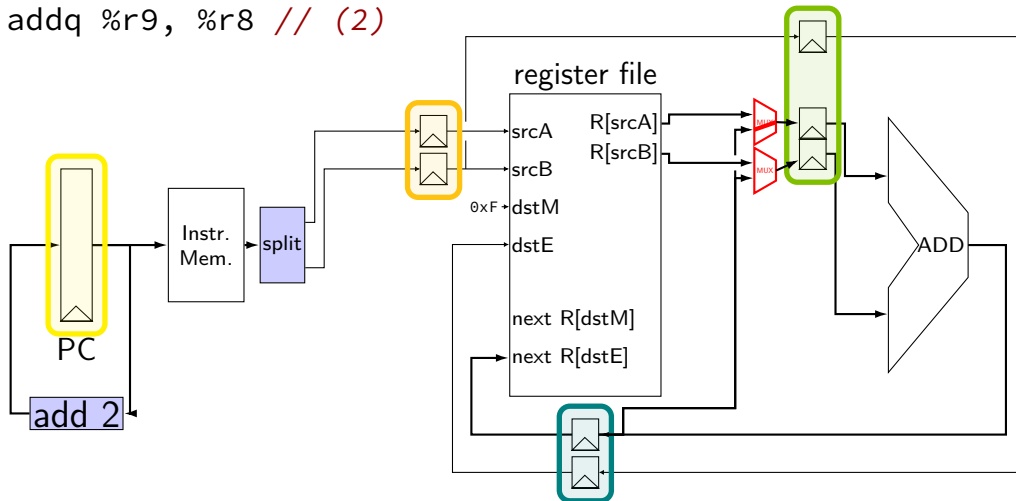 addq %r9, %r8 // (2)
register file
R[srcA]
R[srcB]
MUX
MUX
srcA
srcB
0xF
dstM
dstE
next R[dstM]
next R[dstE]
Instr.
Mem.
split
ADD
PC
add 2